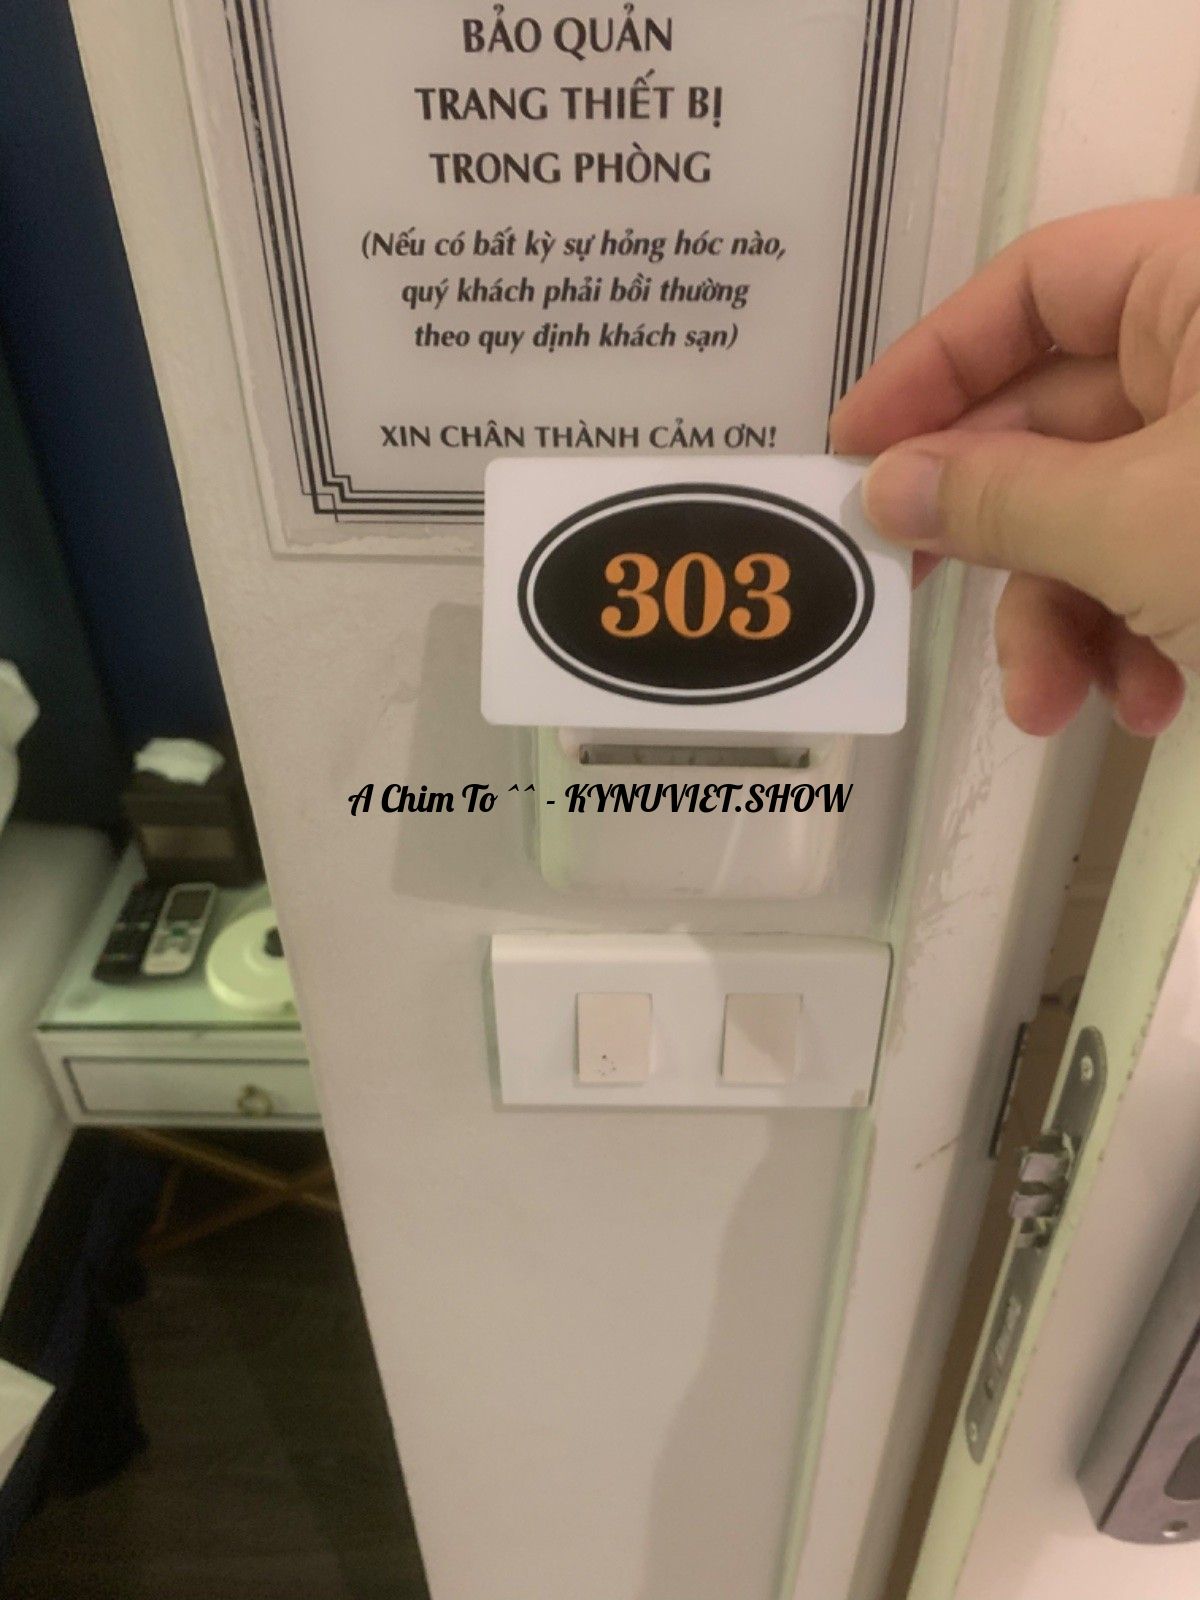 BẢO QUẢN
TRANG THIẾT BỊ
TRONG PHÒNG
(Nếu có bất kỳ sự hỏng hóc nào,
quý khách phải bồi thường
theo quy định khách sạn)
XIN CHÂN THÀNH CẢM ƠN!
303
A Chim To ^^ - KYNUVIET.SHOW